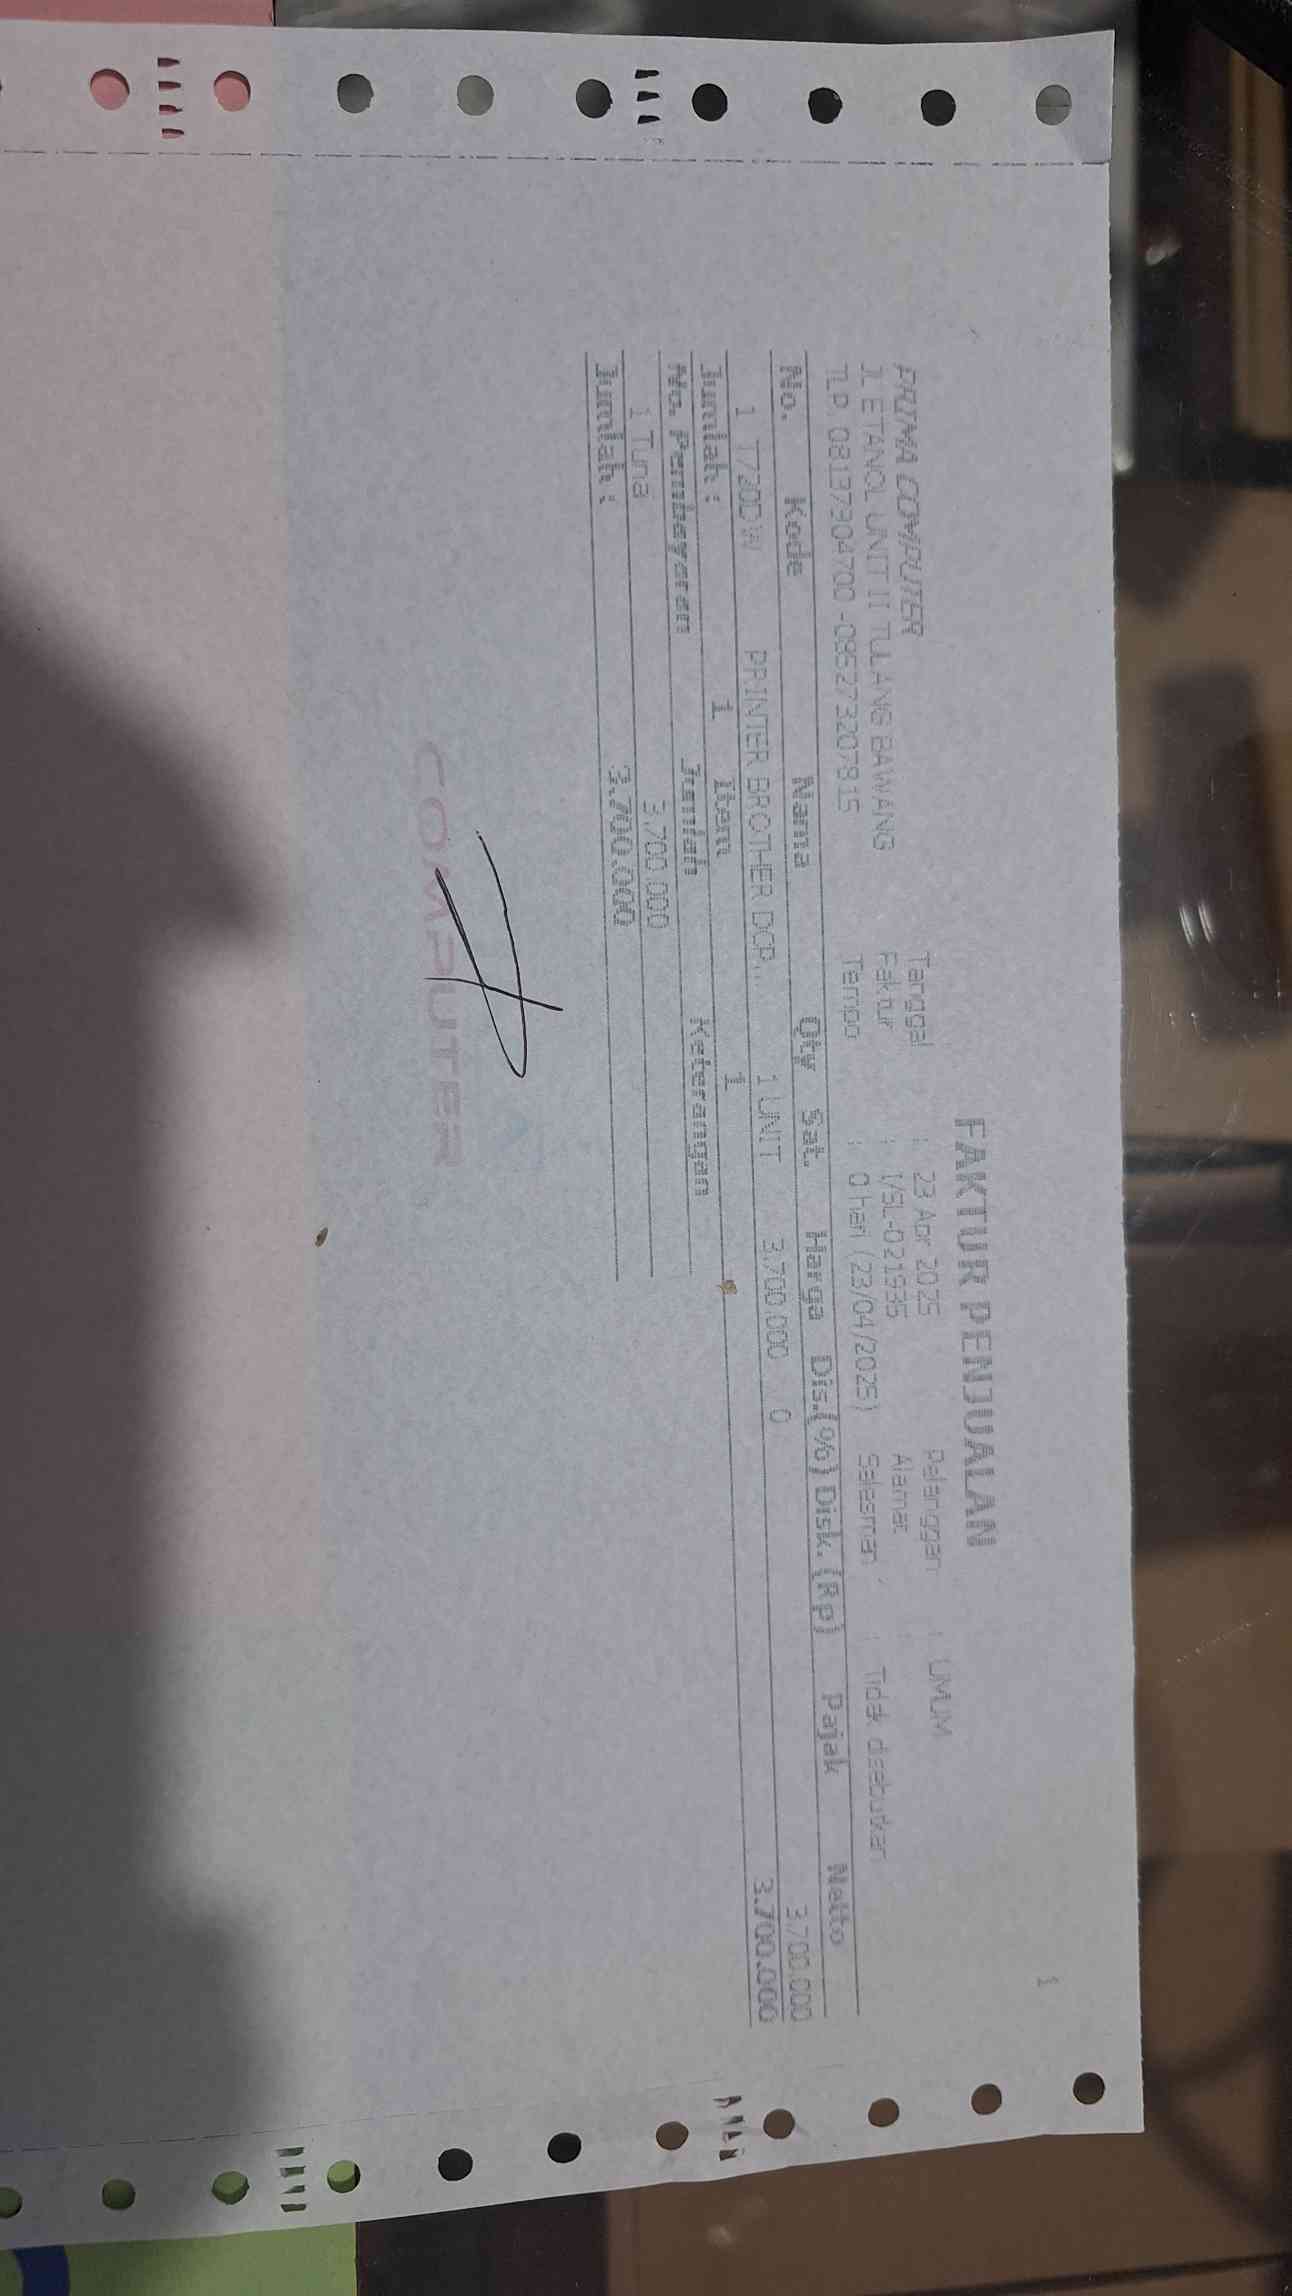 1
FAKTUR PENJUALAN
PRIMA COMPUTER
JL ETANOL UNIT II TULANG BAWANG
TLP. 08137304700 -085273207815
Tanggal : 23 Apr 2025
Faktur : 1/SL-021935
Tempo : 0 hari (23/04/2025)
Pelanggan : UMUM
Alamat :
Salesman : Tidak disebutkan
No. Kode Nama Qty Sat. Harga Dis.(%) Disk.(Rp) Pajak Netto
1 T720DW PRINTER BROTHER DCP... 1 UNIT 3,700,000 0 3,700,000
Jumlah : 1 Item 1 3.700.000
No. Pembayaran Jumlah Keterangan
1 Tunai 3,700,000
Jumlah : 3.700.000
COMPUTER